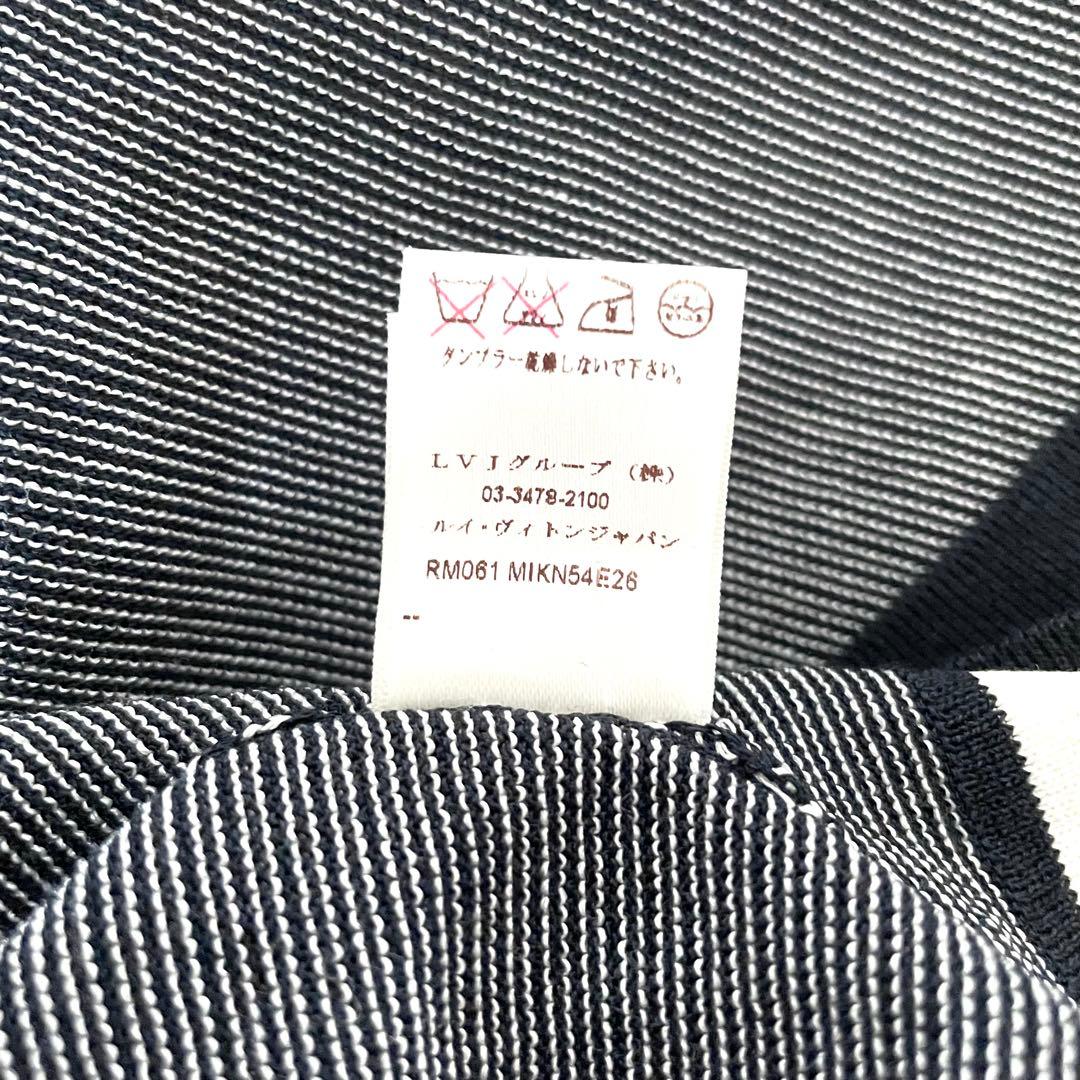 タンブラー乾燥しないで下さい。
LVJグループ (株)
03-3478-2100
ルイ・ヴィトンジャパン
RM061 MIKN54E26
--